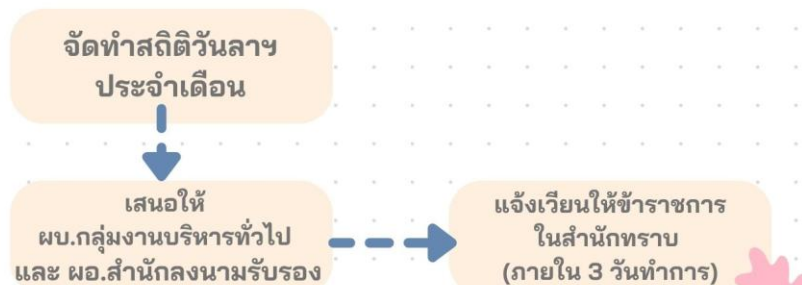 จัดทำสถิติวันลาฯ
ประจำเดือน
เสนอให้
ผบ.กลุ่มงานบริหารทั่วไป
และ ผอ.สำนักลงนามรับรอง
แจ้งเวียนให้ข้าราชการ
ในสำนักทราบ
(ภายใน 3 วันทำการ)